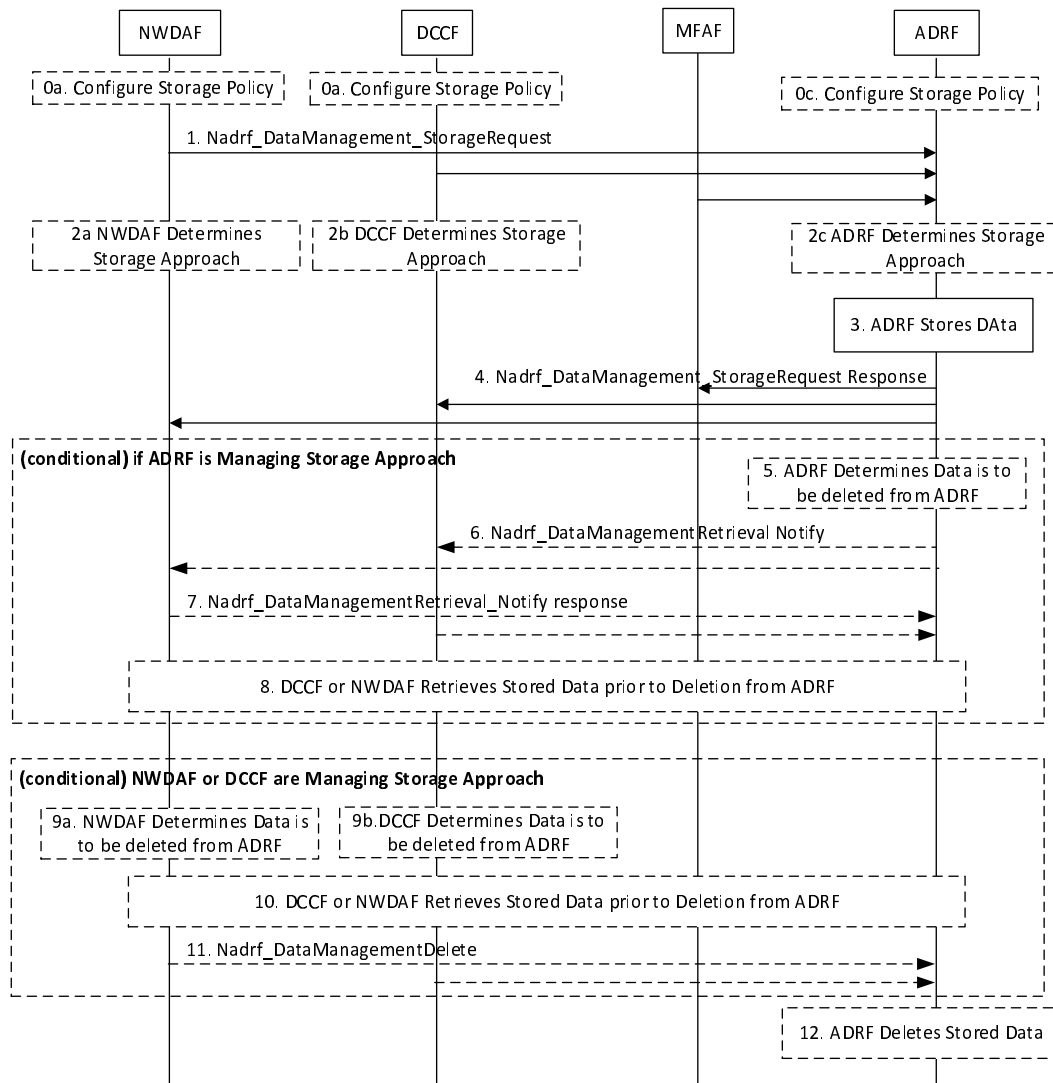 NWDAF
DCCF
MFAF
ADRF
0a. Configure Storage Policy
0a. Configure Storage Policy
0c. Configure Storage Policy
1. Nadrf_DataManagement_StorageRequest
2a NWDAF Determines
Storage Approach
2b DCCF Determines Storage
Approach
2c ADRF Determines Storage
Approach
3. ADRF Stores DAta
4. Nadrf_DataManagement_StorageRequest Response
(conditional) if ADRF is Managing Storage Approach
5. ADRF Determines Data is to
be deleted from ADRF
6. Nadrf_DataManagementRetrieval Notify
7. Nadrf_DataManagementRetrieval_Notify response
8. DCCF or NWDAF Retrieves Stored Data prior to Deletion from ADRF
(conditional) NWDAF or DCCF are Managing Storage Approach
9a. NWDAF Determines Data is
to be deleted from ADRF
9b.DCCF Determines Data is to
be deleted from ADRF
10. DCCF or NWDAF Retrieves Stored Data prior to Deletion from ADRF
11. Nadrf_DataManagementDelete
12. ADRF Deletes Stored Data